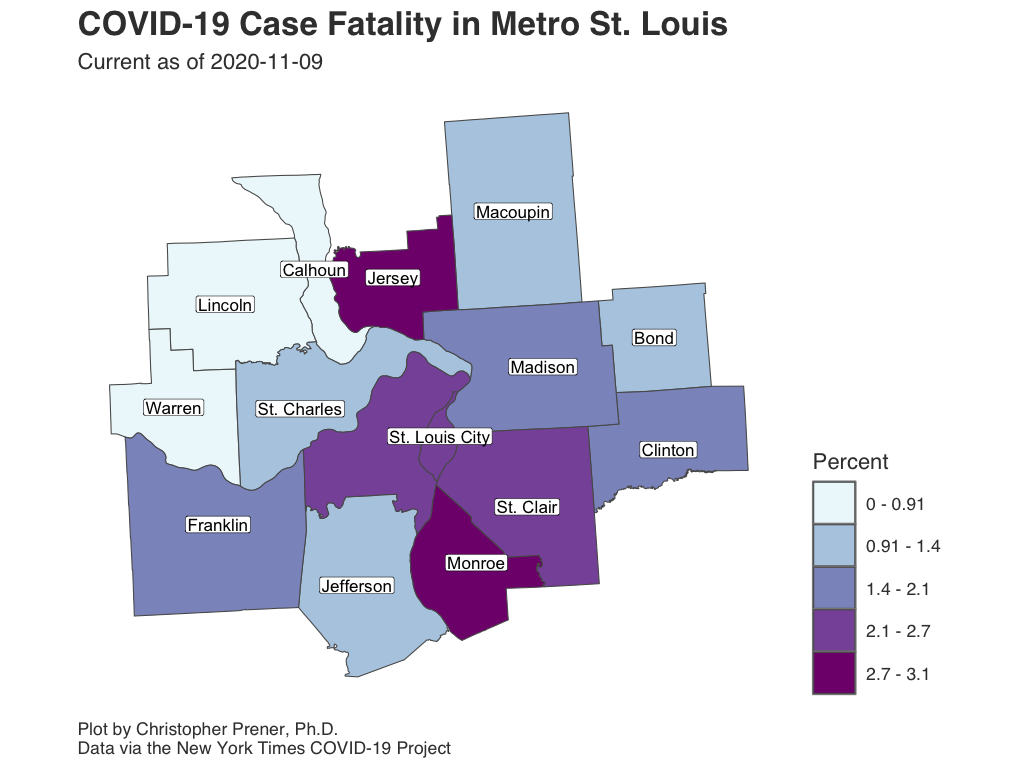 COVID-19 Case Fatality in Metro St. Louis
Current as of 2020-11-09
Macoupin
Calhoun
Jersey
Lincoln
Bond
Madison
Warren
St. Charles
St. Louis City
Clinton
St. Clair
Franklin
Monroe
Jefferson
Percent
0 - 0.91
0.91 - 1.4
1.4 - 2.1
2.1 - 2.7
2.7 - 3.1
Plot by Christopher Prener, Ph.D.
Data via the New York Times COVID-19 Project